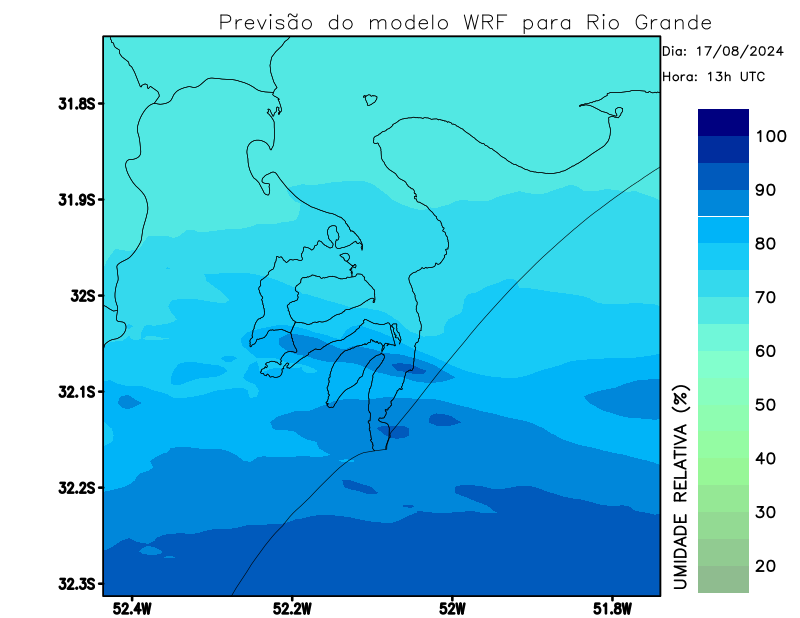 Previsão do modelo WRF para Rio Grande
Dia: 17/08/2024
Hora: 13h UTC
31.8S
31.9S
32S
32.1S
32.2S
32.3S
52.4W
52.2W
52W
51.8W
UMIDADE RELATIVA (%)
100
90
80
70
60
50
40
30
20